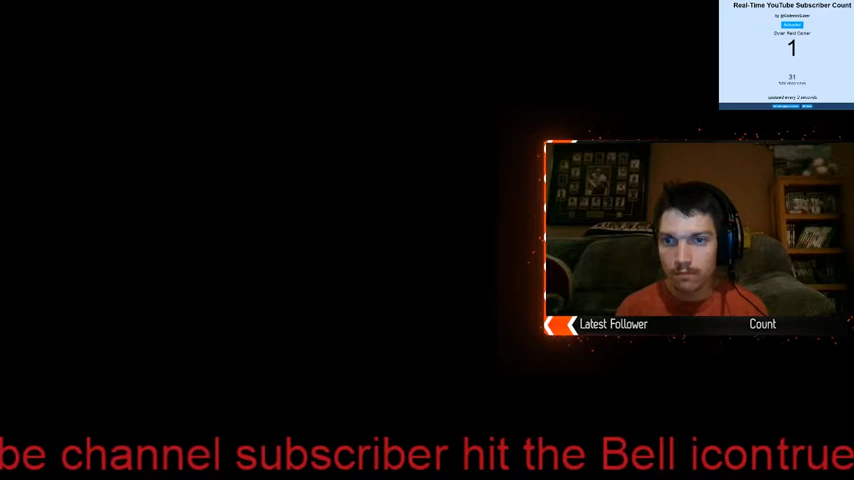 Real-Time YouTube Subscriber Count
Subscribe
1
31
updated every 2 seconds
Latest Follower Count
be channel subscriber hit the Bell icontrue